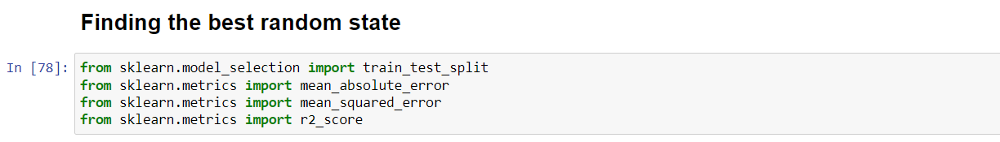 Finding the best random state
In [78]: from sklearn.model_selection import train_test_split
from sklearn.metrics import mean_absolute_error
from sklearn.metrics import mean_squared_error
from sklearn.metrics import r2_score